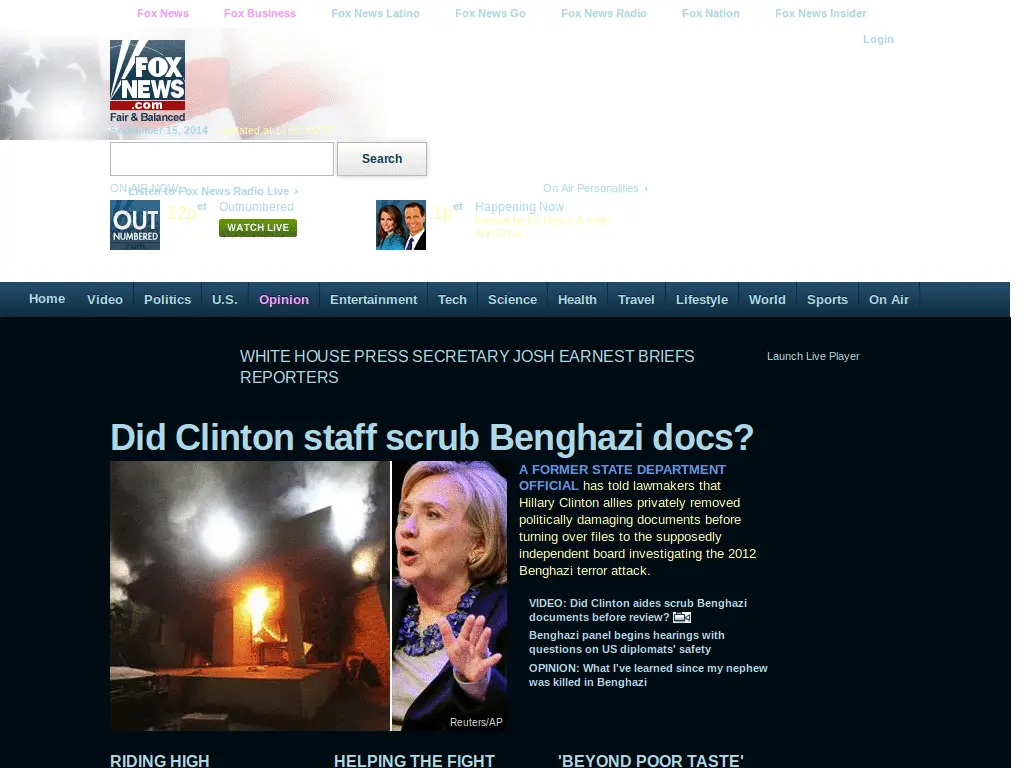 Fox News Fox Business Fox News Latino Fox News Go Fox News Radio Fox Nation Fox News Insider
Login
FOX
NEWS
.com
Fair & Balanced
September 15, 2014
Search
ON AIR NOW
Listen to Fox News Radio Live ›
On Air Personalities ›
OUT
NUMBERED
12p et Outnumbered
WATCH LIVE
1p et Happening Now
Home Video Politics U.S. Opinion Entertainment Tech Science Health Travel Lifestyle World Sports On Air
WHITE HOUSE PRESS SECRETARY JOSH EARNEST BRIEFS
REPORTERS
Launch Live Player
Did Clinton staff scrub Benghazi docs?
A FORMER STATE DEPARTMENT
OFFICIAL has told lawmakers that
Hillary Clinton allies privately removed
politically damaging documents before
turning over files to the supposedly
independent board investigating the 2012
Benghazi terror attack.
VIDEO: Did Clinton aides scrub Benghazi
documents before review?
Benghazi panel begins hearings with
questions on US diplomats' safety
OPINION: What I've learned since my nephew
was killed in Benghazi
Reuters/AP
RIDING HIGH HELPING THE FIGHT 'BEYOND POOR TASTE'